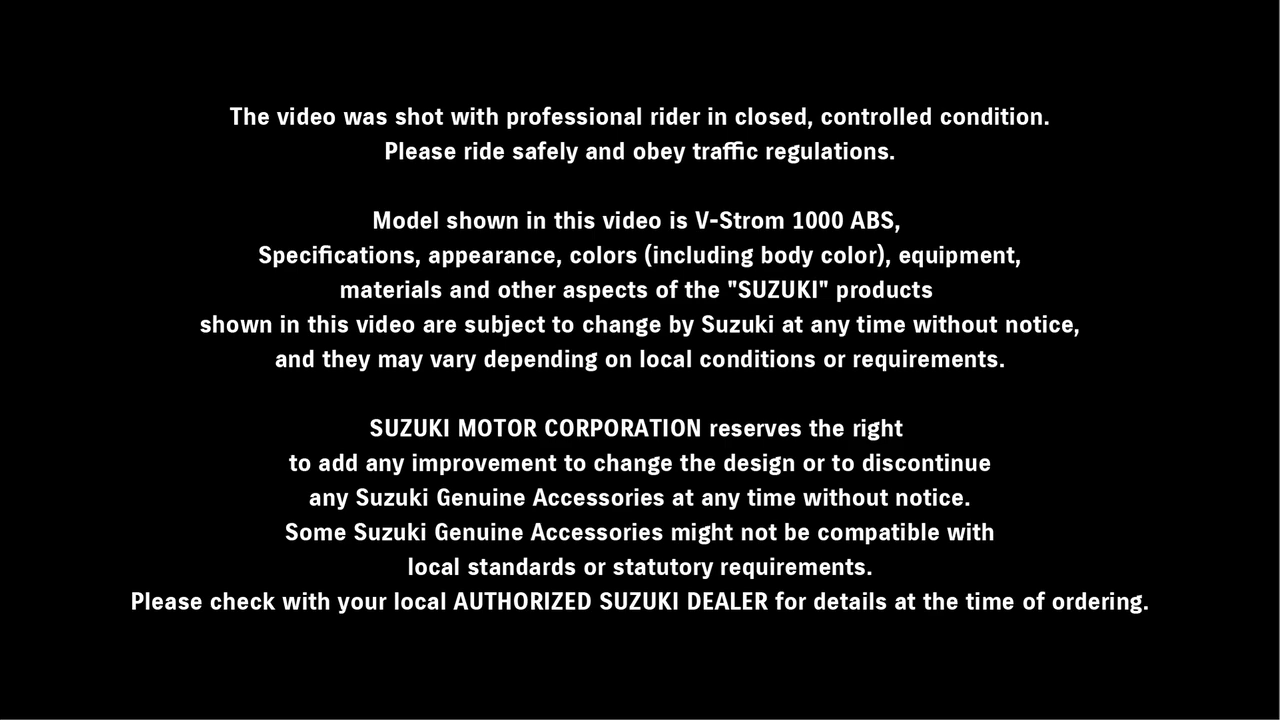 The video was shot with professional rider in closed, controlled condition.
Please ride safely and obey traffic regulations.
Model shown in this video is V-Strom 1000 ABS,
Specifications, appearance, colors (including body color), equipment,
materials and other aspects of the "SUZUKI" products
shown in this video are subject to change by Suzuki at any time without notice,
and they may vary depending on local conditions or requirements.
SUZUKI MOTOR CORPORATION reserves the right
to add any improvement to change the design or to discontinue
any Suzuki Genuine Accessories at any time without notice.
Some Suzuki Genuine Accessories might not be compatible with
local standards or statutory requirements.
Please check with your local AUTHORIZED SUZUKI DEALER for details at the time of ordering.